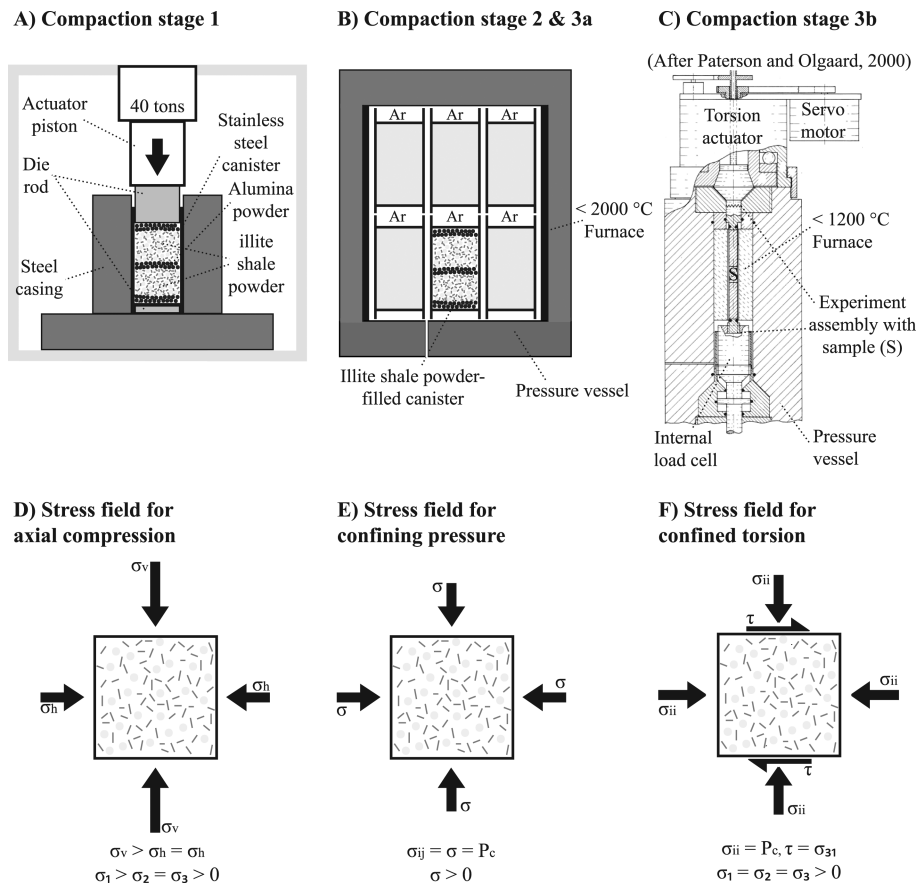 A) Compaction stage 1
40 tons
Actuator
piston
Die
rod
Steel
casing
Stainless
steel
canister
Alumina
powder
illite
shale
powder
B) Compaction stage 2 & 3a
Ar Ar Ar
Ar Ar Ar
< 2000 °C
Furnace
Illite shale powder-
filled canister
Pressure vessel
C) Compaction stage 3b
(After Paterson and Olgaard, 2000)
Torsion
actuator
Servo
motor
< 1200 °C
Furnace
S
Experiment
assembly with
sample (S)
Internal
load cell
Pressure
vessel
D) Stress field for
axial compression
σv
σh
σh
σv
σv > σh = σh
σ1 > σ2 = σ3 > 0
E) Stress field for
confining pressure
σ
σ
σ
σ
σij = σ = Pc
σ > 0
F) Stress field for
confined torsion
σii
τ
σii
σii
τ
σii
σii = Pc, τ = σ31
σ1 = σ2 = σ3 > 0